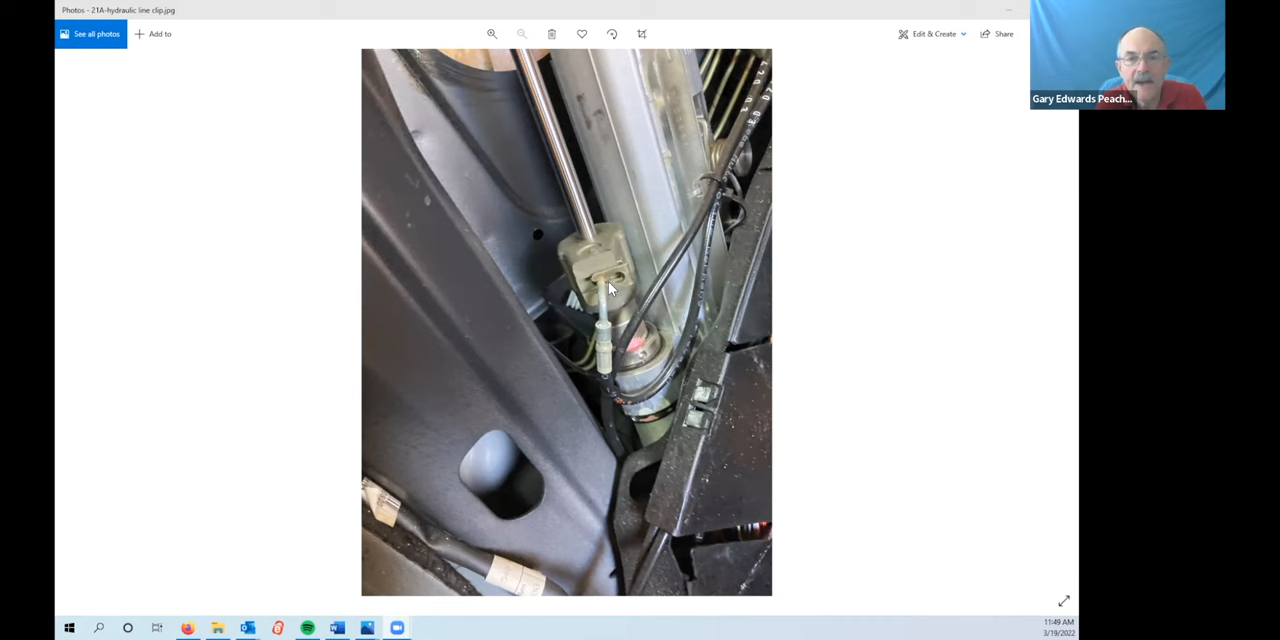 Photos - 21A-hydraulic line clip.jpg
See all photos
Add to
Edit & Create
Share
Gary Edwards Peach...
11:49 AM
3/19/2022